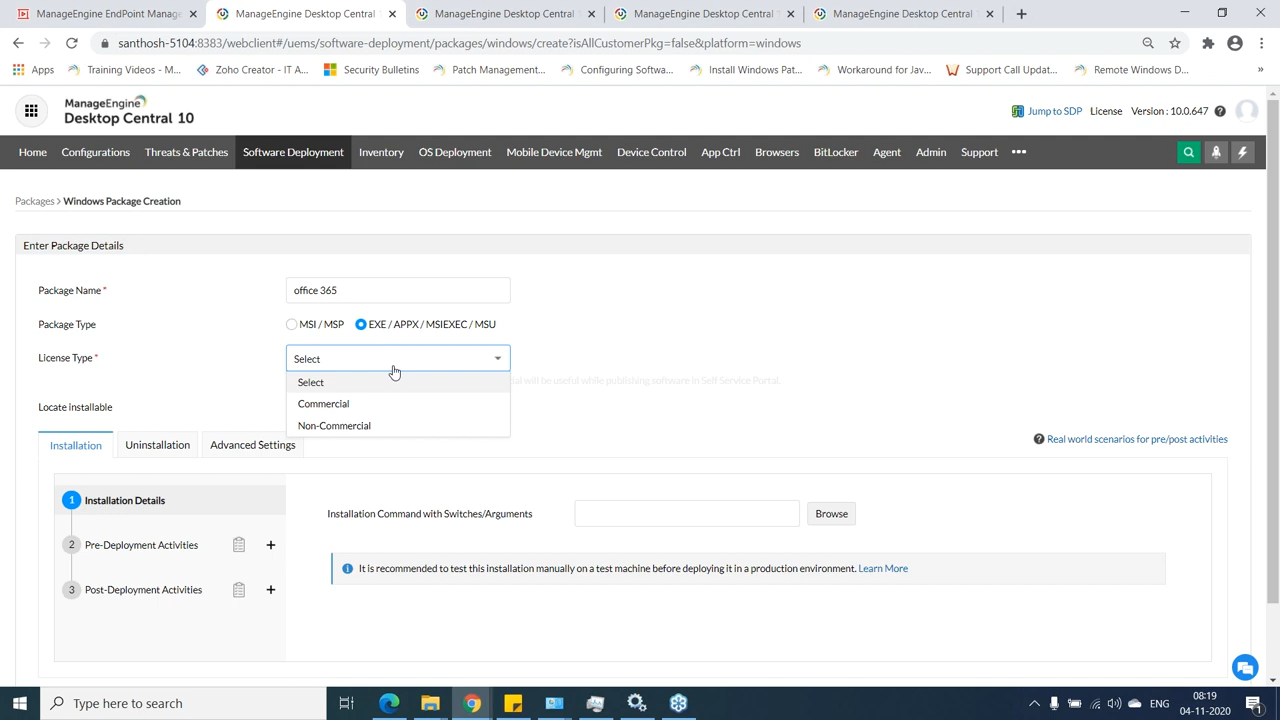 ManageEngine EndPoint Manage
ManageEngine Desktop Central
ManageEngine Desktop Central
ManageEngine Desktop Central
ManageEngine Desktop Central
santhosh-5104:8383/webclient#/uems/software-deployment/packages/windows/create?isAllCustomerPkg=false&platform=windows
Apps Training Videos - M... Zoho Creator - IT A... Security Bulletins Patch Management... Configuring Softwa... Install Windows Pat... Workaround for Jav... Support Call Updat... Remote Windows D... »
ManageEngine
Desktop Central 10
Jump to SDP License Version : 10.0.647
Home Configurations Threats & Patches Software Deployment Inventory OS Deployment Mobile Device Mgmt Device Control App Ctrl Browsers BitLocker Agent Admin Support
Packages > Windows Package Creation
Enter Package Details
Package Name * office 365
Package Type MSI / MSP EXE / APPX / MSIEXEC / MSU
License Type * Select
Select
will be useful while publishing software in Self Service Portal.
Commercial
Locate installable
Non-Commercial
Installation Uninstallation Advanced Settings Real world scenarios for pre/post activities
1 Installation Details
Installation Command with Switches/Arguments Browse
2 Pre-Deployment Activities
It is recommended to test this installation manually on a test machine before deploying it in a production environment. Learn More
3 Post-Deployment Activities
Type here to search
ENG
08:19
04-11-2020
1